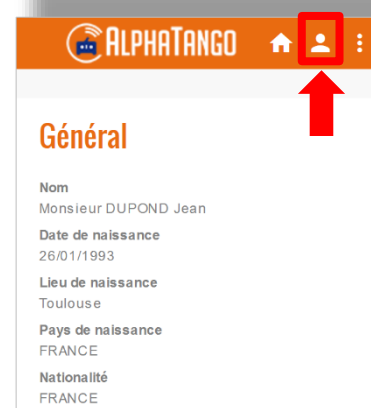 ALPHATANGO
Général
Nom
Monsieur DUPOND Jean
Date de naissance
26/01/1993
Lieu de naissance
Toulouse
Pays de naissance
FRANCE
Nationalité
FRANCE